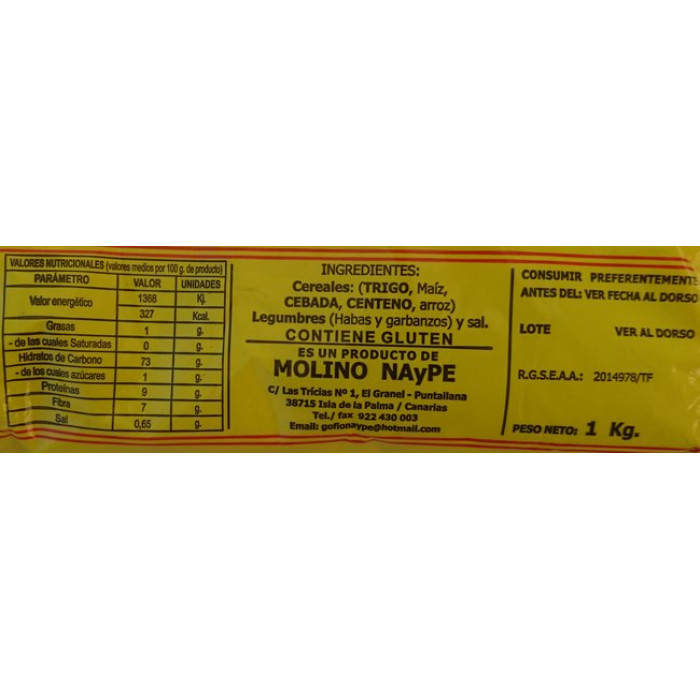 VALORES NUTRICIONALES (valores medios por 100 g. de producto)
PARÁMETRO VALOR UNIDADES
Valor energético 1368 Kj.
327 Kcal.
Grasas 1 g.
- de las cuales Saturadas 0 g.
Hidratos de Carbono 73 g.
- de los cuales azúcares 1 g.
Proteinas 9 g.
Fibra 7 g.
Sal 0,65 g.
INGREDIENTES:
Cereales: (TRIGO, Maíz,
CEBADA, CENTENO, arroz)
Legumbres (Habas y garbanzos) y sal.
CONTIENE GLUTEN
ES UN PRODUCTO DE
MOLINO NAyPE
C/ Las Trícias Nº 1, El Granel - Puntallana
38715 Isla de la Palma / Canarias
Tel./ fax 922 430 003
Email: gofionaype@hotmail.com
CONSUMIR PREFERENTEMENTE
ANTES DEL: VER FECHA AL DORSO
LOTE VER AL DORSO
R.G.S.E.A.A.: 2014978/TF
PESO NETO: 1 Kg.